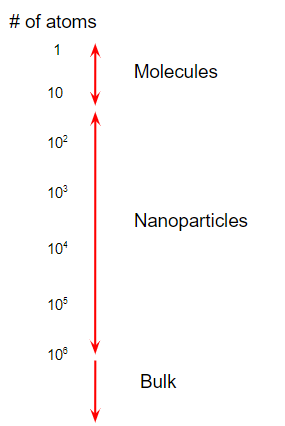 # of atoms
1
Molecules
10
10²
10³
Nanoparticles
10⁴
10⁵
10⁶
Bulk